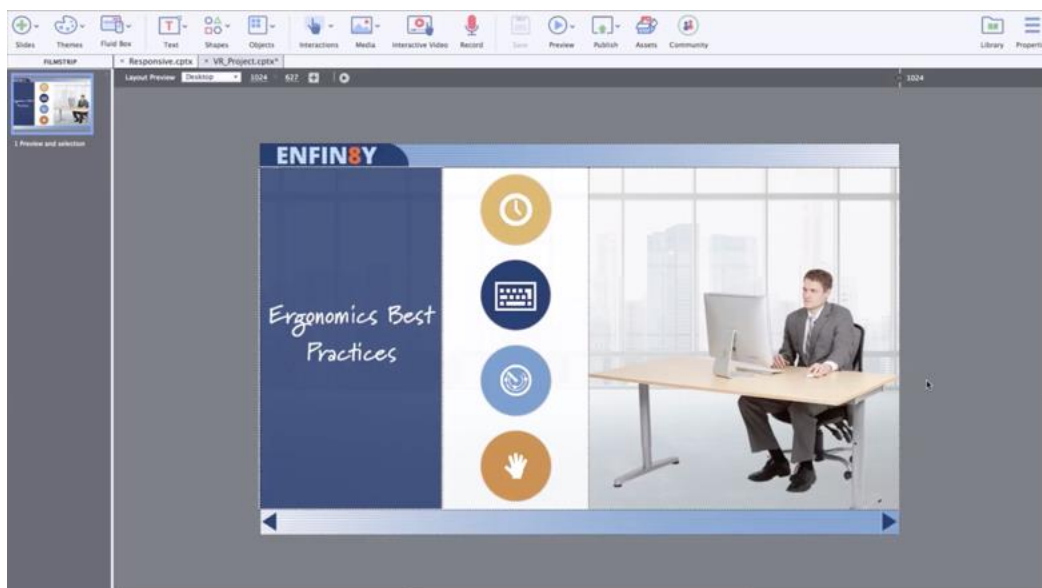 Slides Themes Fluid Box Text Shapes Objects Interactions Media Interactive Video Record Save Preview Publish Assets Community Library Properti
FILMSTRIP × Responsive.cptx × VR_Project.cptx*
Layout Preview Desktop 1024 627 1024
1 Preview and selection
ENFIN8Y
Ergonomics Best
Practices